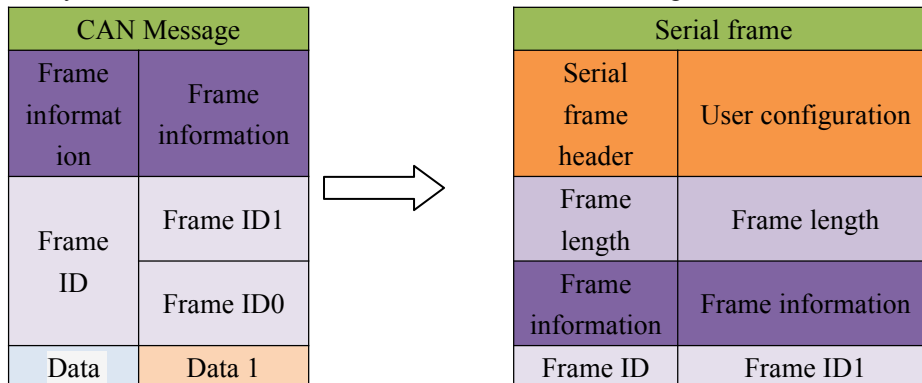 CAN Message
Frame
informat
ion
Frame
information
Frame
ID
Frame ID1
Frame ID0
Data
Data 1
Serial frame
Serial
frame
header
User configuration
Frame
length
Frame length
Frame
information
Frame information
Frame ID
Frame ID1